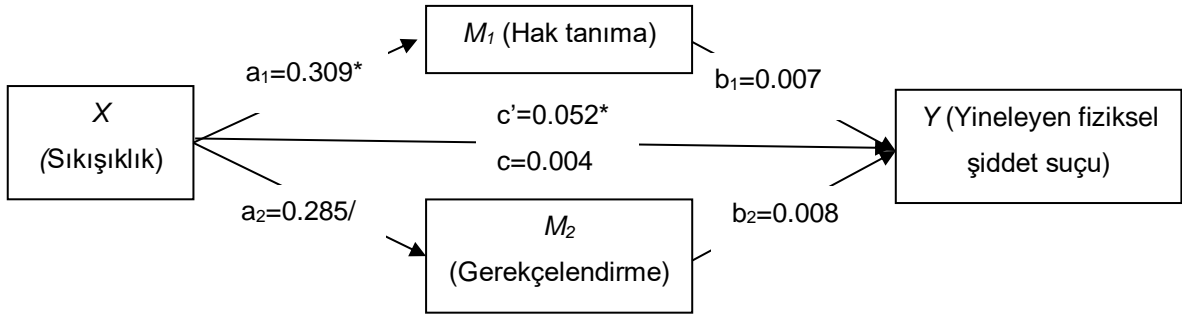 M₁ (Hak tanıma)
a₁=0.309*
b₁=0.007
X
(Sıkışıklık)
c’=0.052*
c=0.004
Y (Yineleyen fiziksel
şiddet suçu)
a₂=0.285/
b₂=0.008
M₂
(Gerekçelendirme)